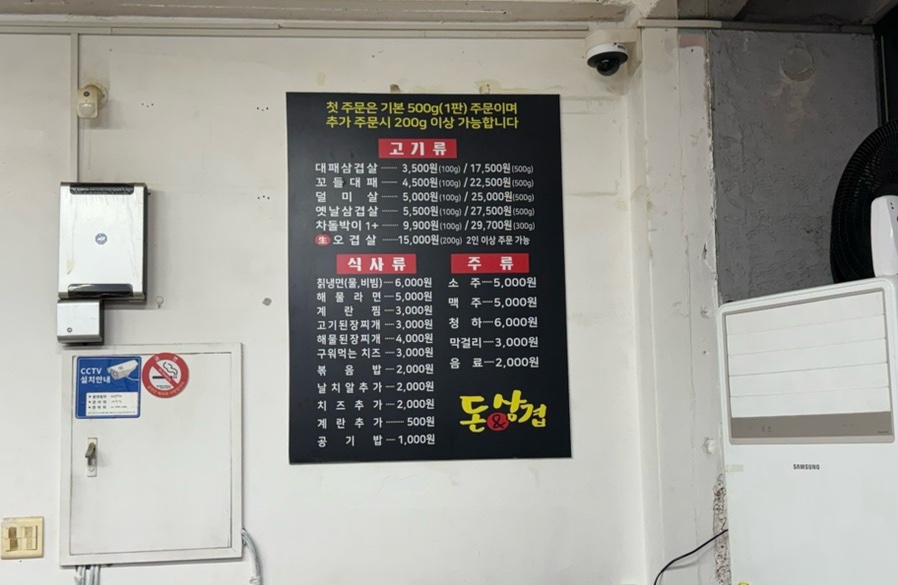 첫 주문은 기본 500g(1판) 주문이며
추가 주문시 200g 이상 가능합니다
고기류
대패삼겹살 ······ 3,500원(100g) / 17,500원(500g)
꼬들대패 ······ 4,500원(100g) / 22,500원(500g)
덜미살 ······ 5,000원(100g) / 25,000원(500g)
옛날삼겹살 ······ 5,500원(100g) / 27,500원(500g)
차돌박이 1+ ······ 9,900원(100g) / 29,700원(300g)
生 오겹살 ······ 15,000원(200g) 2인 이상 주문 가능
식사류
칡냉면(물,비빔) ··· 6,000원
해물라면 ··· 5,000원
계란찜 ··· 3,000원
고기된장찌개 ··· 3,000원
해물된장찌개 ··· 4,000원
구워먹는 치즈 ··· 3,000원
볶음밥 ··· 2,000원
날치알추가 ··· 2,000원
치즈추가 ··· 2,000원
계란추가 ······ 500원
공기밥 ··· 1,000원
주류
소주 ··· 5,000원
맥주 ··· 5,000원
청하 ··· 6,000원
막걸리 ··· 3,000원
음료 ··· 2,000원
돈&삼겹
CCTV
설치안내
SAMSUNG